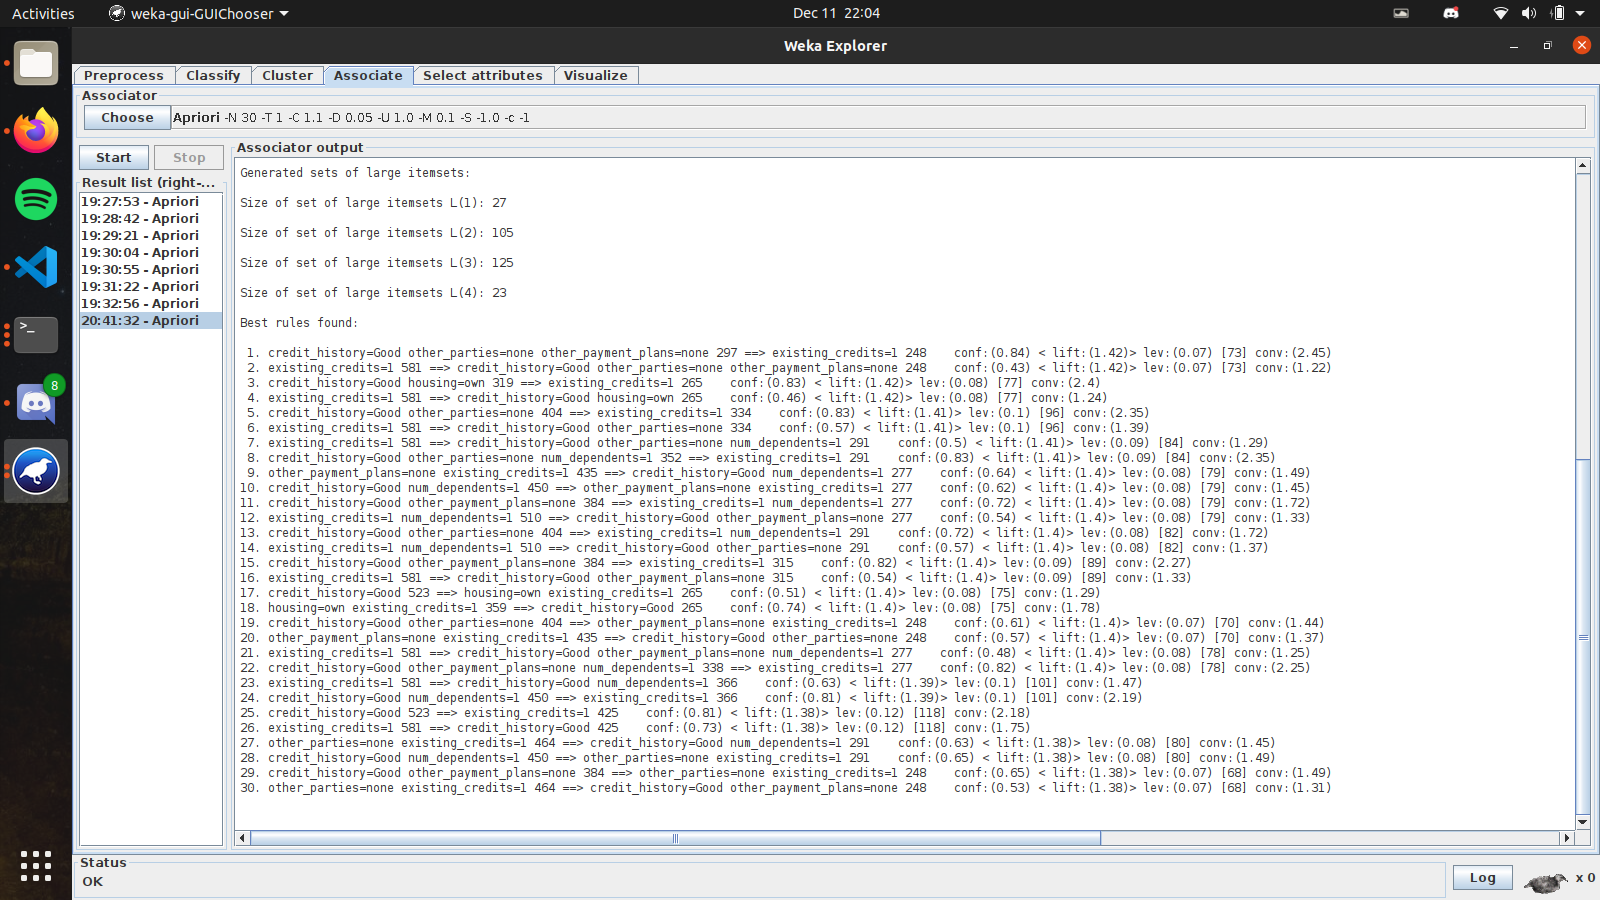 Activities weka-gui-GUIChooser Dec 11 22:04
Weka Explorer
Preprocess Classify Cluster Associate Select attributes Visualize
Associator
Choose Apriori -N 30 -T 1 -C 1.1 -D 0.05 -U 1.0 -M 0.1 -S -1.0 -c -1
Start Stop
Result list (right-...
19:27:53 - Apriori
19:28:42 - Apriori
19:29:21 - Apriori
19:30:04 - Apriori
19:30:55 - Apriori
19:31:22 - Apriori
19:32:56 - Apriori
20:41:32 - Apriori
8
Associator output
Generated sets of large itemsets:
Size of set of large itemsets L(1): 27
Size of set of large itemsets L(2): 105
Size of set of large itemsets L(3): 125
Size of set of large itemsets L(4): 23
Best rules found:
1. credit_history=Good other_parties=none other_payment_plans=none 297 ==> existing_credits=1 248 conf:(0.84) < lift:(1.42)> lev:(0.07) [73] conv:(2.45)
2. existing_credits=1 581 ==> credit_history=Good other_parties=none other_payment_plans=none 248 conf:(0.43) < lift:(1.42)> lev:(0.07) [73] conv:(1.22)
3. credit_history=Good housing=own 319 ==> existing_credits=1 265 conf:(0.83) < lift:(1.42)> lev:(0.08) [77] conv:(2.4)
4. existing_credits=1 581 ==> credit_history=Good housing=own 265 conf:(0.46) < lift:(1.42)> lev:(0.08) [77] conv:(1.24)
5. credit_history=Good other_parties=none 404 ==> existing_credits=1 334 conf:(0.83) < lift:(1.41)> lev:(0.1) [96] conv:(2.35)
6. existing_credits=1 581 ==> credit_history=Good other_parties=none 334 conf:(0.57) < lift:(1.41)> lev:(0.1) [96] conv:(1.39)
7. existing_credits=1 581 ==> credit_history=Good other_parties=none num_dependents=1 291 conf:(0.5) < lift:(1.41)> lev:(0.09) [84] conv:(1.29)
8. credit_history=Good other_parties=none num_dependents=1 352 ==> existing_credits=1 291 conf:(0.83) < lift:(1.41)> lev:(0.09) [84] conv:(2.35)
9. other_payment_plans=none existing_credits=1 435 ==> credit_history=Good num_dependents=1 277 conf:(0.64) < lift:(1.4)> lev:(0.08) [79] conv:(1.49)
10. credit_history=Good num_dependents=1 450 ==> other_payment_plans=none existing_credits=1 277 conf:(0.62) < lift:(1.4)> lev:(0.08) [79] conv:(1.45)
11. credit_history=Good other_payment_plans=none 384 ==> existing_credits=1 num_dependents=1 277 conf:(0.72) < lift:(1.4)> lev:(0.08) [79] conv:(1.72)
12. existing_credits=1 num_dependents=1 510 ==> credit_history=Good other_payment_plans=none 277 conf:(0.54) < lift:(1.4)> lev:(0.08) [79] conv:(1.33)
13. credit_history=Good other_parties=none 404 ==> existing_credits=1 num_dependents=1 291 conf:(0.72) < lift:(1.4)> lev:(0.08) [82] conv:(1.72)
14. existing_credits=1 num_dependents=1 510 ==> credit_history=Good other_parties=none 291 conf:(0.57) < lift:(1.4)> lev:(0.08) [82] conv:(1.37)
15. credit_history=Good other_payment_plans=none 384 ==> existing_credits=1 315 conf:(0.82) < lift:(1.4)> lev:(0.09) [89] conv:(2.27)
16. existing_credits=1 581 ==> credit_history=Good other_payment_plans=none 315 conf:(0.54) < lift:(1.4)> lev:(0.09) [89] conv:(1.33)
17. credit_history=Good 523 ==> housing=own existing_credits=1 265 conf:(0.51) < lift:(1.4)> lev:(0.08) [75] conv:(1.29)
18. housing=own existing_credits=1 359 ==> credit_history=Good 265 conf:(0.74) < lift:(1.4)> lev:(0.08) [75] conv:(1.78)
19. credit_history=Good other_parties=none 404 ==> other_payment_plans=none existing_credits=1 248 conf:(0.61) < lift:(1.4)> lev:(0.07) [70] conv:(1.44)
20. other_payment_plans=none existing_credits=1 435 ==> credit_history=Good other_parties=none 248 conf:(0.57) < lift:(1.4)> lev:(0.07) [70] conv:(1.37)
21. existing_credits=1 581 ==> credit_history=Good other_payment_plans=none num_dependents=1 277 conf:(0.48) < lift:(1.4)> lev:(0.08) [78] conv:(1.25)
22. credit_history=Good other_payment_plans=none num_dependents=1 338 ==> existing_credits=1 277 conf:(0.82) < lift:(1.4)> lev:(0.08) [78] conv:(2.25)
23. existing_credits=1 581 ==> credit_history=Good num_dependents=1 366 conf:(0.63) < lift:(1.39)> lev:(0.1) [101] conv:(1.47)
24. credit_history=Good num_dependents=1 450 ==> existing_credits=1 366 conf:(0.81) < lift:(1.39)> lev:(0.1) [101] conv:(2.19)
25. credit_history=Good 523 ==> existing_credits=1 425 conf:(0.81) < lift:(1.38)> lev:(0.12) [118] conv:(2.18)
26. existing_credits=1 581 ==> credit_history=Good 425 conf:(0.73) < lift:(1.38)> lev:(0.12) [118] conv:(1.75)
27. other_parties=none existing_credits=1 464 ==> credit_history=Good num_dependents=1 291 conf:(0.63) < lift:(1.38)> lev:(0.08) [80] conv:(1.45)
28. credit_history=Good num_dependents=1 450 ==> other_parties=none existing_credits=1 291 conf:(0.65) < lift:(1.38)> lev:(0.08) [80] conv:(1.49)
29. credit_history=Good other_payment_plans=none 384 ==> other_parties=none existing_credits=1 248 conf:(0.65) < lift:(1.38)> lev:(0.07) [68] conv:(1.49)
30. other_parties=none existing_credits=1 464 ==> credit_history=Good other_payment_plans=none 248 conf:(0.53) < lift:(1.38)> lev:(0.07) [68] conv:(1.31)
Status
OK
Log
x 0